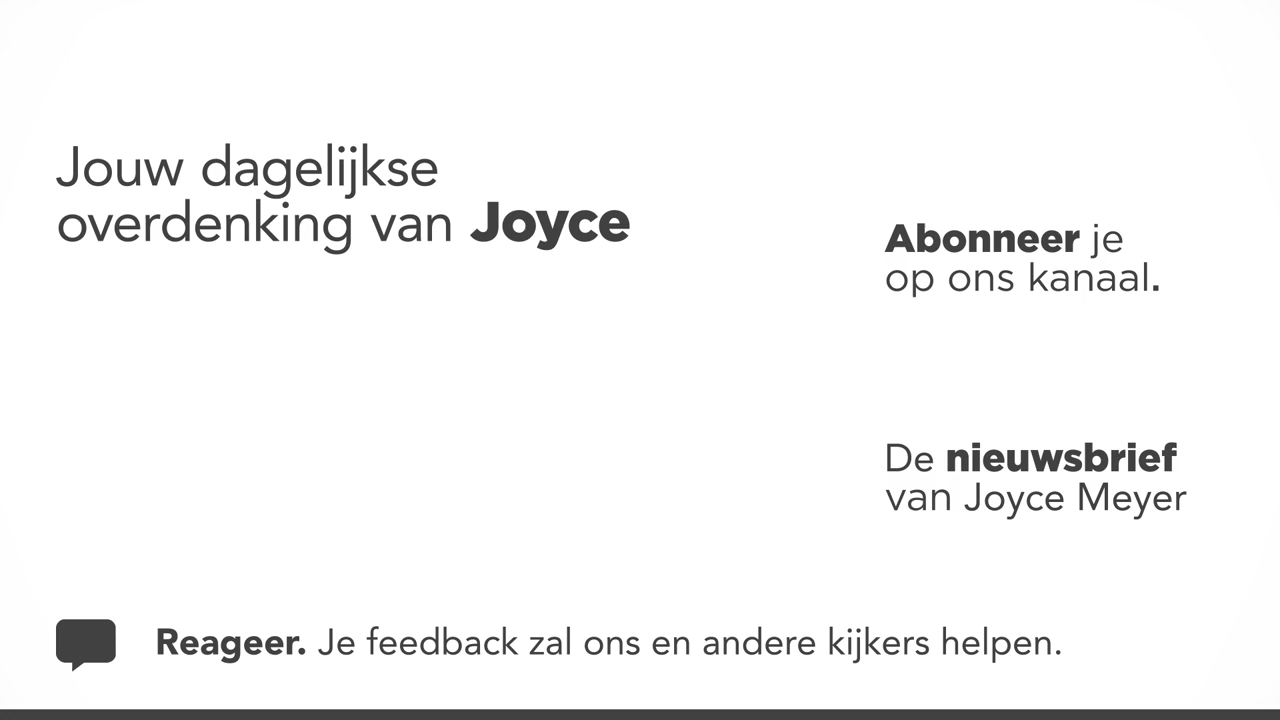 Jouw dagelijkse
overdenking van Joyce
Abonneer je
op ons kanaal.
De nieuwsbrief
van Joyce Meyer
Reageer. Je feedback zal ons en andere kijkers helpen.